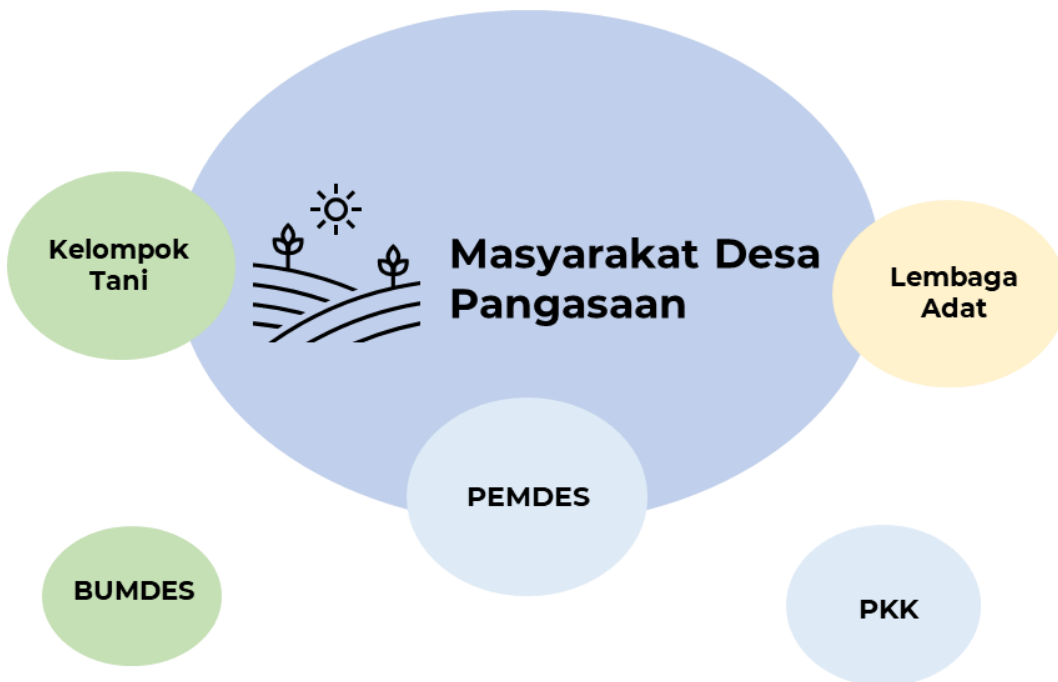 Kelompok
Tani
Masyarakat Desa
Pangasaan
Lembaga
Adat
PEMDES
BUMDES
PKK